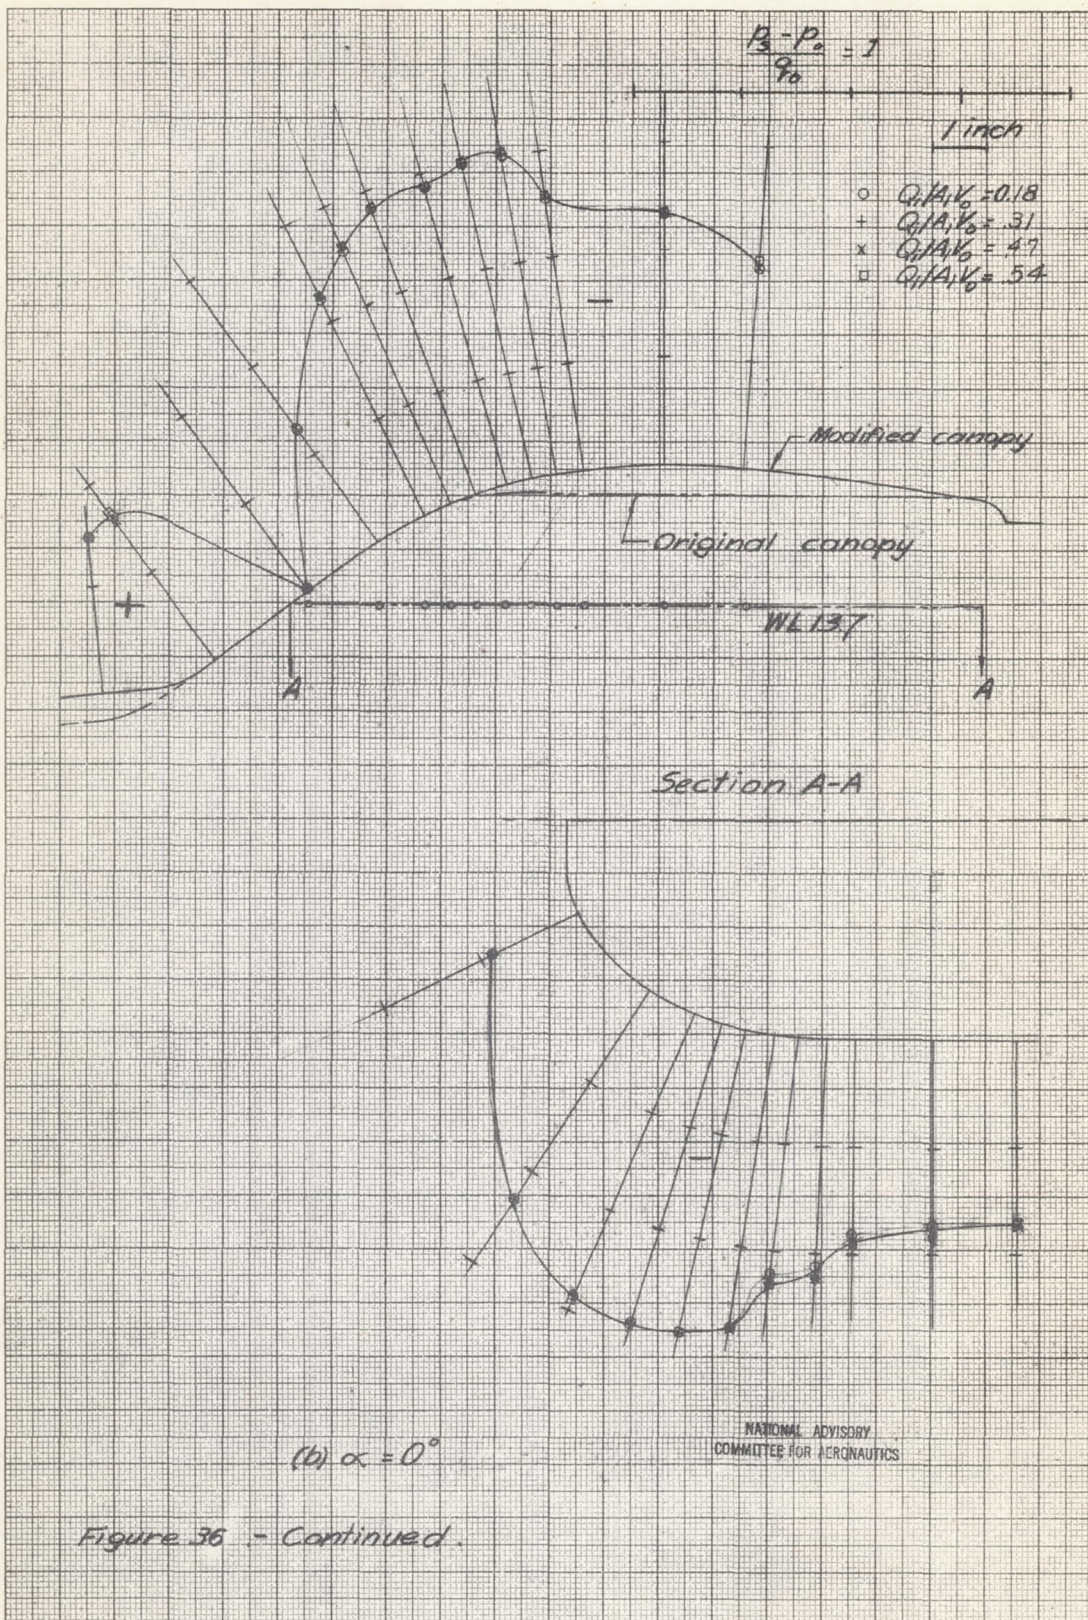 p₃ - p₀ / q₀ = 1
1 inch
○ Q₁/A₁V₀ = 0.18
+ Q₁/A₁V₀ = .31
x Q₁/A₁V₀ = .47
□ Q₁/A₁V₀ = .54
−
Modified canopy
Original canopy
+
WL 137
A A
Section A-A
−
NATIONAL ADVISORY
COMMITTEE FOR AERONAUTICS
(b) α = 0°
Figure 36 .- Continued.